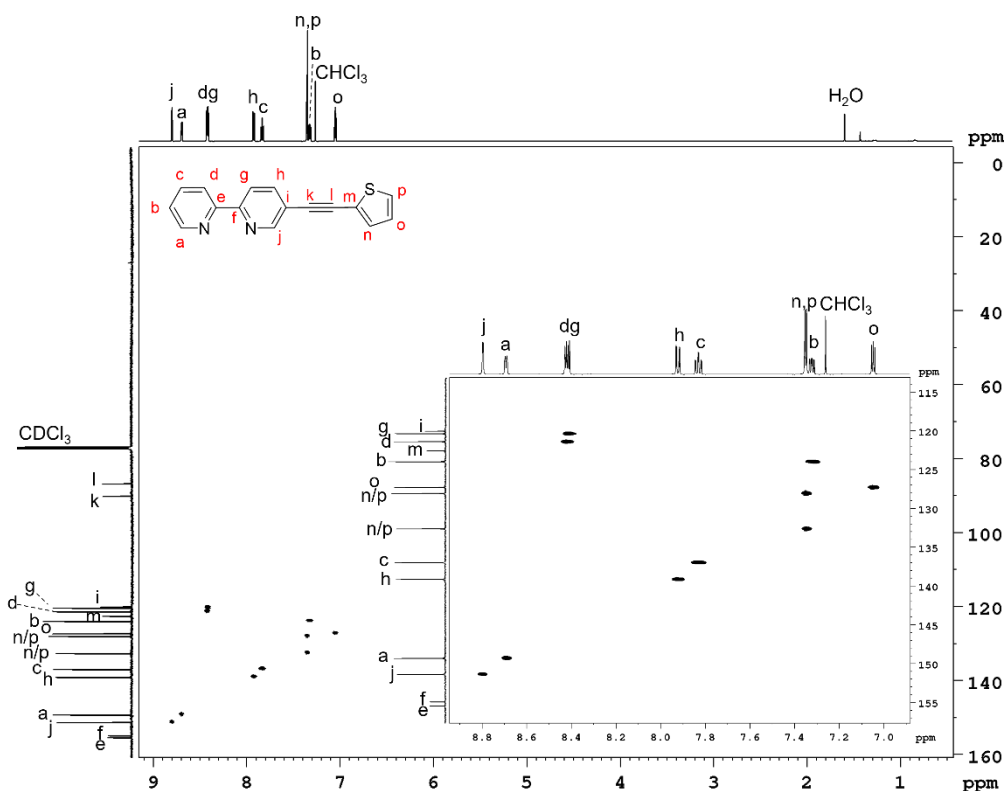 n,p
b
CHCl3
j
a
dg
h
c
o
H2O
ppm
c
d
g
h
b
e
f
i
k
l
m
S
p
a
N
N
j
n
o
0
20
40
60
80
100
120
140
160
n,p
CHCl3
j
a
dg
h
c
b
o
ppm
115
120
125
130
135
140
145
150
155
g
i
d
m
b
o
n/p
n/p
c
h
a
j
f
e
8.8
8.6
8.4
8.2
8.0
7.8
7.6
7.4
7.2
7.0
ppm
CDCl3
l
k
g
i
d
m
b
o
n/p
n/p
c
h
a
j
f
e
9
8
7
6
5
4
3
2
1
ppm